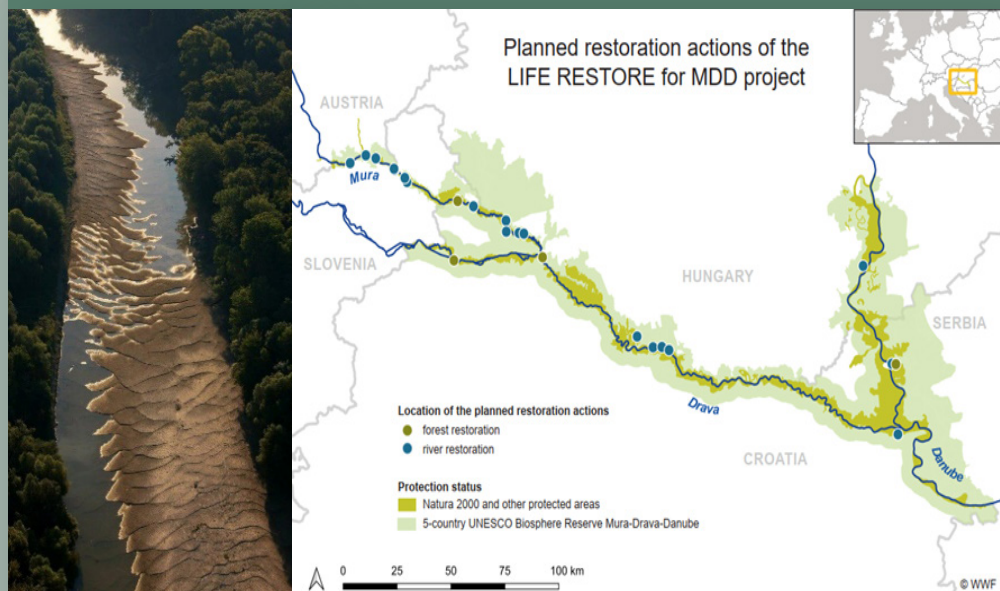 Planned restoration actions of the
LIFE RESTORE for MDD project
AUSTRIA
Mura
SLOVENIA
HUNGARY
SERBIA
Drava
CROATIA
Danube
Location of the planned restoration actions
forest restoration
river restoration
Protection status
Natura 2000 and other protected areas
5-country UNESCO Biosphere Reserve Mura-Drava-Danube
0 25 50 75 100 km
© WWF